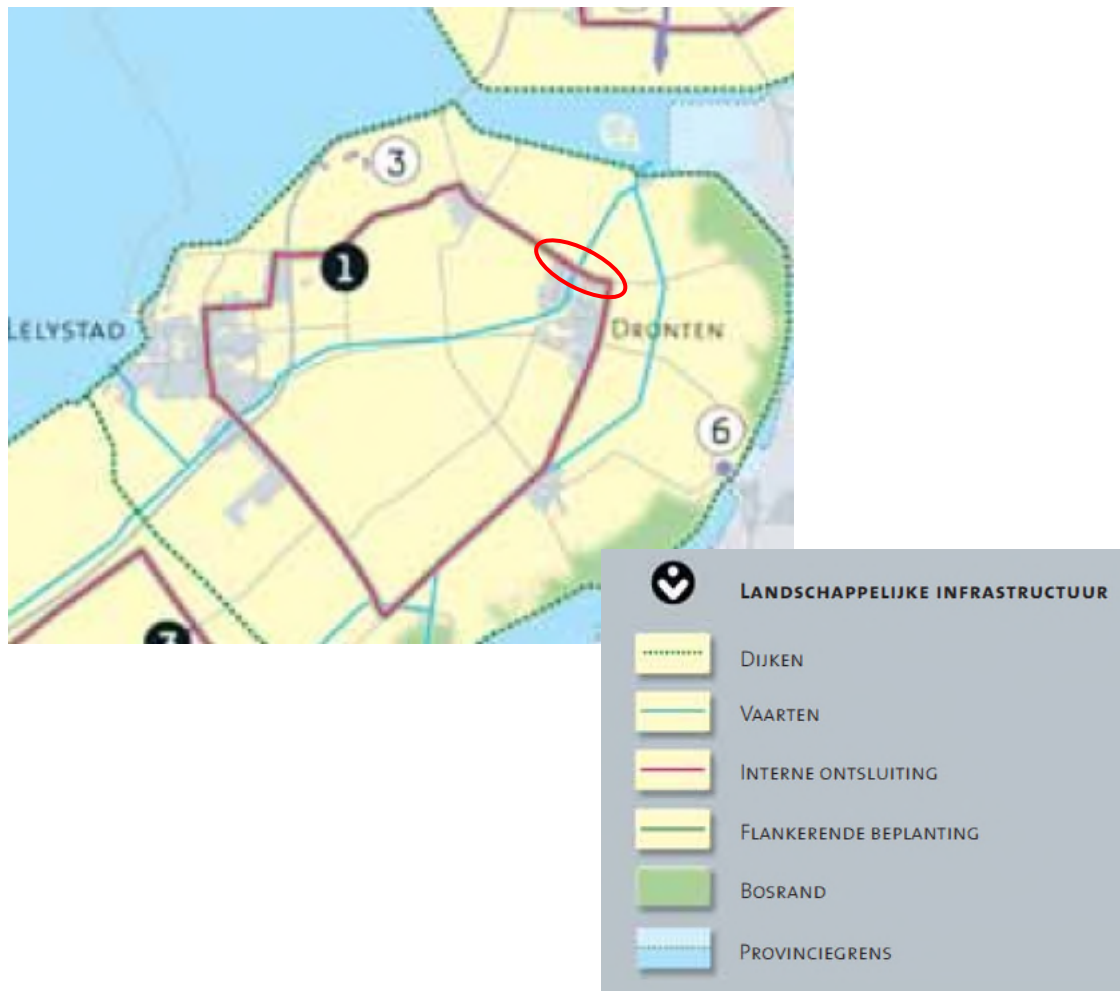 3
1
LELYSTAD
DRONTEN
6
LANDSCHAPPELIJKE INFRASTRUCTUUR
DIJKEN
VAARTEN
INTERNE ONTSLUITING
FLANKERENDE BEPLANTING
BOSRAND
PROVINCIEGRENS